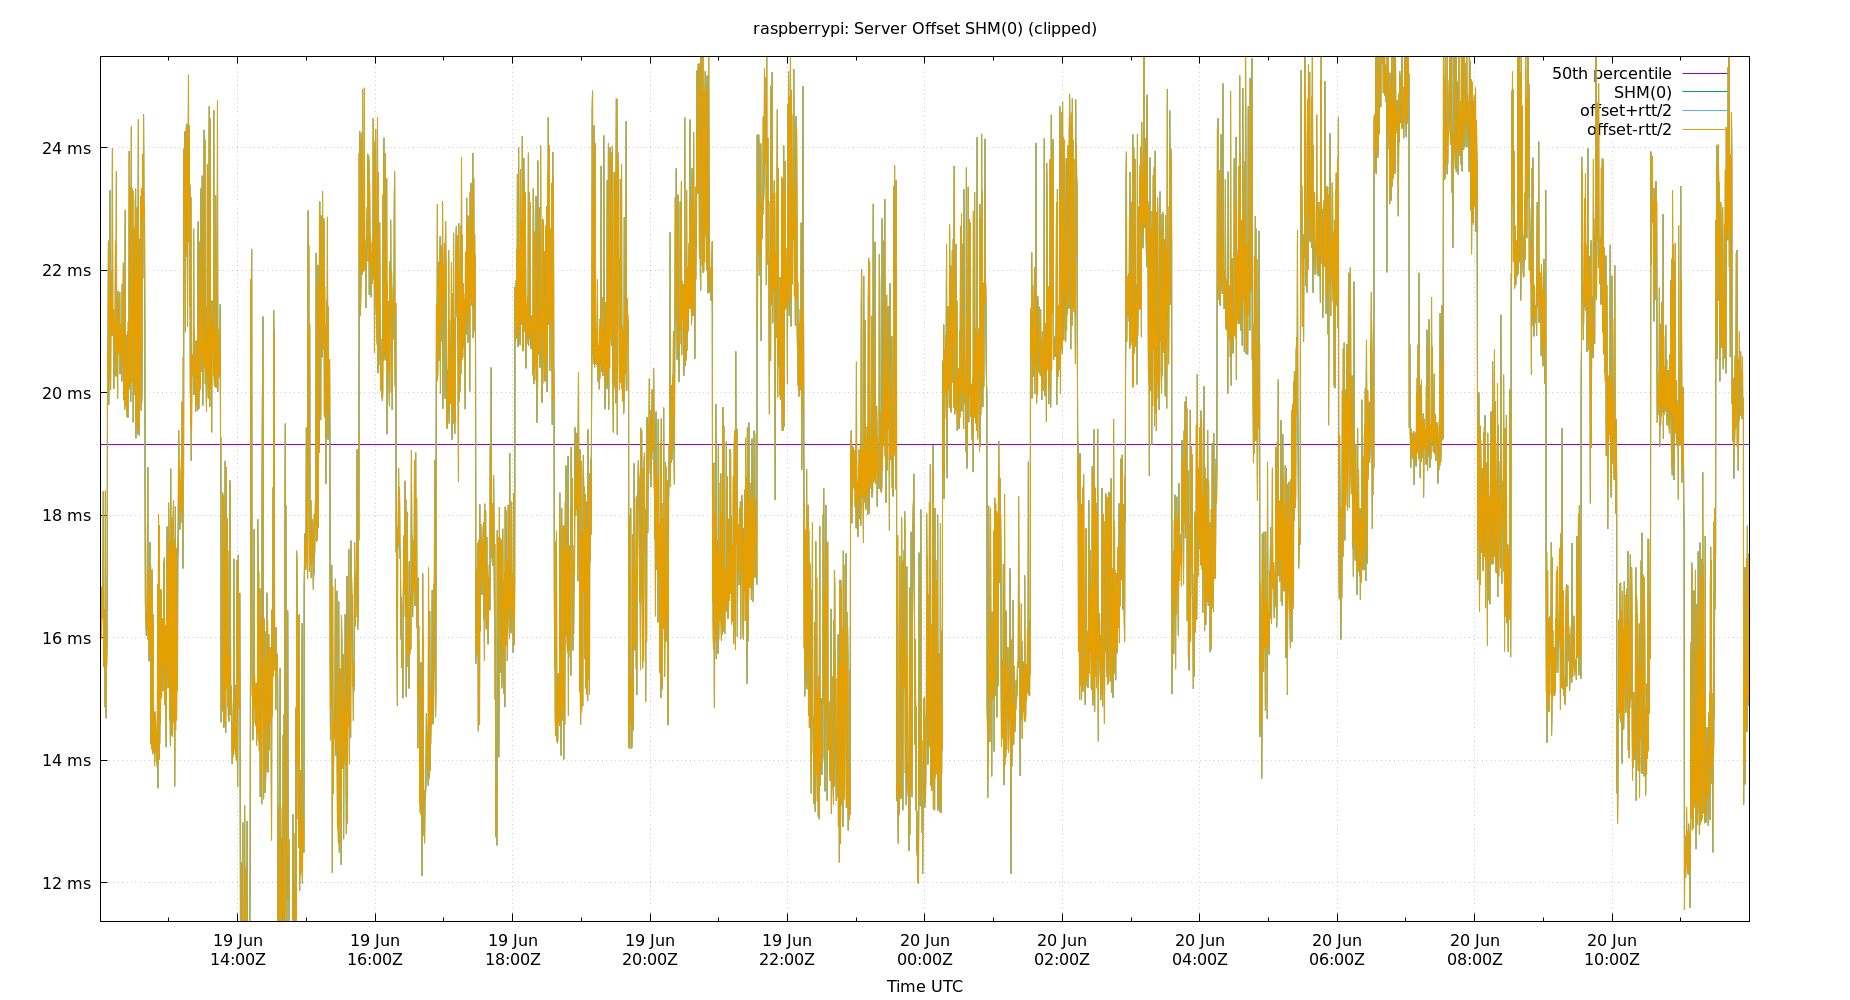 raspberrypi: Server Offset SHM(0) (clipped)
50th percentile
SHM(0)
offset+rtt/2
offset-rtt/2
24 ms
22 ms
20 ms
18 ms
16 ms
14 ms
12 ms
19 Jun 19 Jun 19 Jun 19 Jun 19 Jun 20 Jun 20 Jun 20 Jun 20 Jun 20 Jun 20 Jun
14:00Z 16:00Z 18:00Z 20:00Z 22:00Z 00:00Z 02:00Z 04:00Z 06:00Z 08:00Z 10:00Z
Time UTC